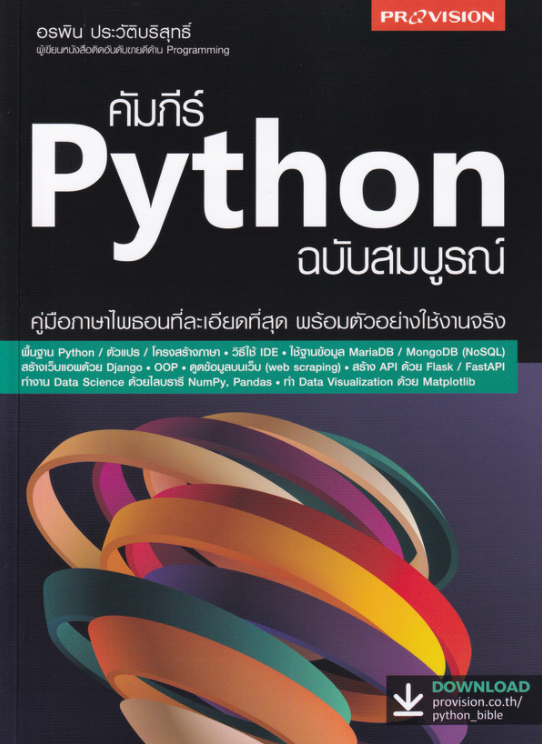 PROVISION
อรพิน ประวัติบริสุทธิ์
ผู้เขียนหนังสือติดอันดับขายดีด้าน Programming
คัมภีร์
Python
ฉบับสมบูรณ์
คู่มือภาษาไพธอนที่ละเอียดที่สุด พร้อมตัวอย่างใช้งานจริง
พื้นฐาน Python / ตัวแปร / โครงสร้างภาษา • วิธีใช้ IDE • ใช้ฐานข้อมูล MariaDB / MongoDB (NoSQL)
สร้างเว็บแอพด้วย Django • OOP • ดูดข้อมูลบนเว็บ (web scraping) • สร้าง API ด้วย Flask / FastAPI
ทำงาน Data Science ด้วยไลบรารี NumPy, Pandas • ทำ Data Visualization ด้วย Matplotlib
DOWNLOAD
provision.co.th/
python_bible